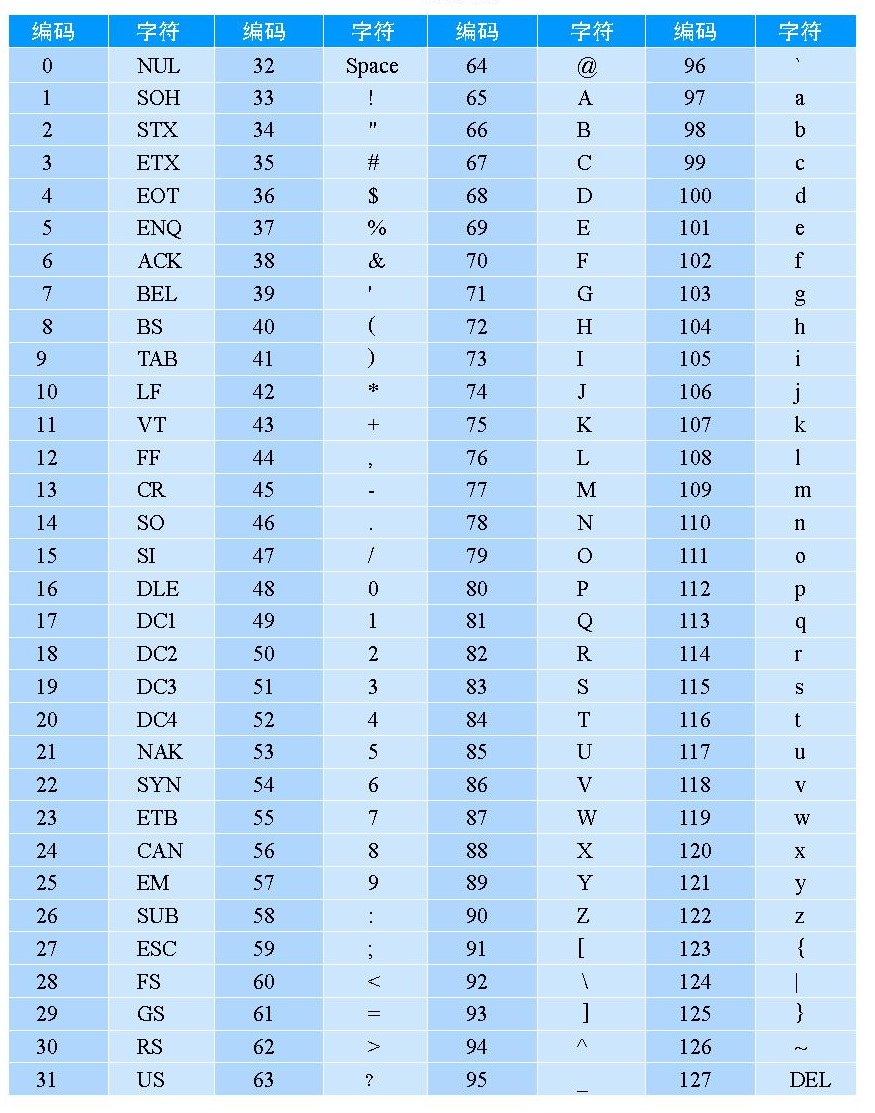 编码 字符 编码 字符 编码 字符 编码 字符
0 NUL 32 Space 64 @ 96 `
1 SOH 33 ! 65 A 97 a
2 STX 34 " 66 B 98 b
3 ETX 35 # 67 C 99 c
4 EOT 36 $ 68 D 100 d
5 ENQ 37 % 69 E 101 e
6 ACK 38 & 70 F 102 f
7 BEL 39 ' 71 G 103 g
8 BS 40 ( 72 H 104 h
9 TAB 41 ) 73 I 105 i
10 LF 42 * 74 J 106 j
11 VT 43 + 75 K 107 k
12 FF 44 , 76 L 108 l
13 CR 45 - 77 M 109 m
14 SO 46 . 78 N 110 n
15 SI 47 / 79 O 111 o
16 DLE 48 0 80 P 112 p
17 DC1 49 1 81 Q 113 q
18 DC2 50 2 82 R 114 r
19 DC3 51 3 83 S 115 s
20 DC4 52 4 84 T 116 t
21 NAK 53 5 85 U 117 u
22 SYN 54 6 86 V 118 v
23 ETB 55 7 87 W 119 w
24 CAN 56 8 88 X 120 x
25 EM 57 9 89 Y 121 y
26 SUB 58 : 90 Z 122 z
27 ESC 59 ; 91 [ 123 {
28 FS 60 < 92 \ 124 |
29 GS 61 = 93 ] 125 }
30 RS 62 > 94 ^ 126 ~
31 US 63 ? 95 _ 127 DEL